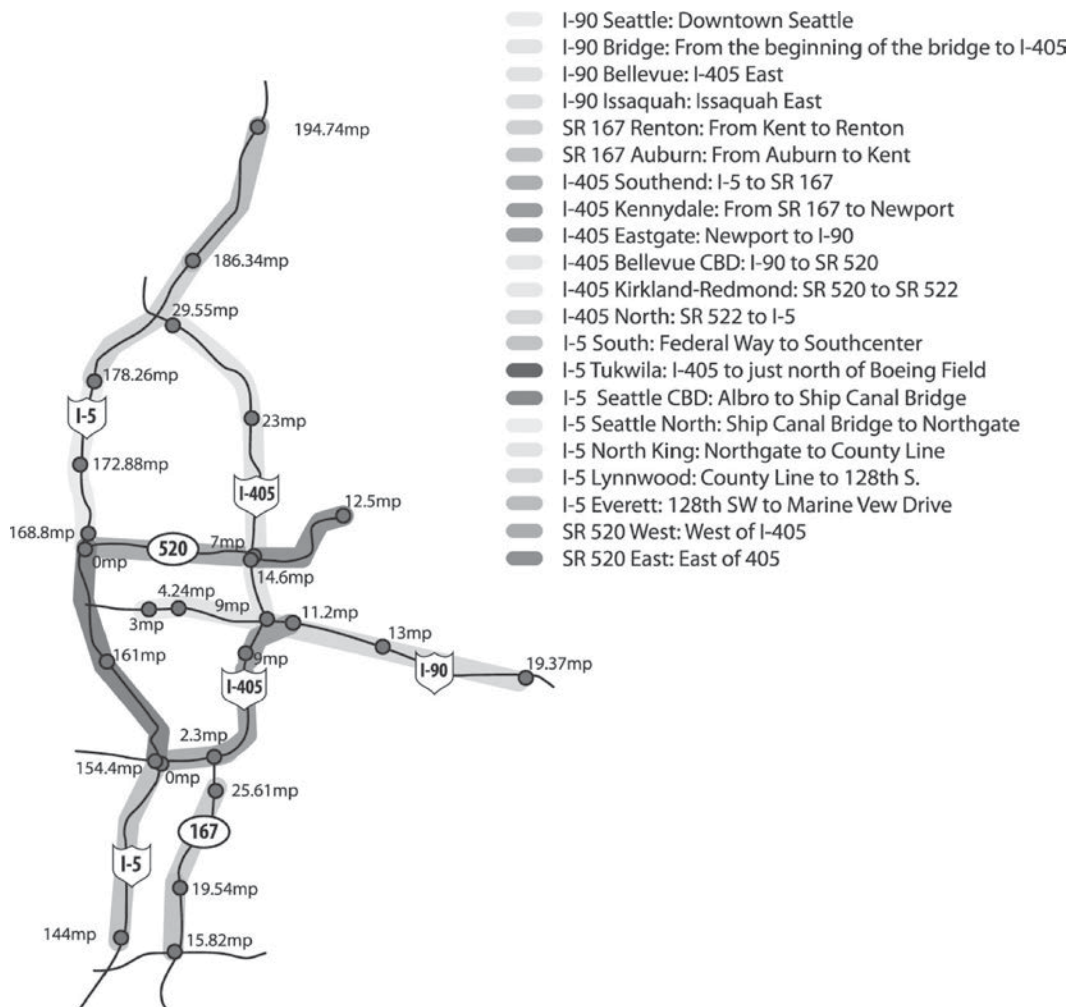 I-90 Seattle: Downtown Seattle
I-90 Bridge: From the beginning of the bridge to I-405
I-90 Bellevue: I-405 East
I-90 Issaquah: Issaquah East
SR 167 Renton: From Kent to Renton
SR 167 Auburn: From Auburn to Kent
I-405 Southend: I-5 to SR 167
I-405 Kennydale: From SR 167 to Newport
I-405 Eastgate: Newport to I-90
I-405 Bellevue CBD: I-90 to SR 520
I-405 Kirkland-Redmond: SR 520 to SR 522
I-405 North: SR 522 to I-5
I-5 South: Federal Way to Southcenter
I-5 Tukwila: I-405 to just north of Boeing Field
I-5 Seattle CBD: Albro to Ship Canal Bridge
I-5 Seattle North: Ship Canal Bridge to Northgate
I-5 North King: Northgate to County Line
I-5 Lynnwood: County Line to 128th S.
I-5 Everett: 128th SW to Marine Vew Drive
SR 520 West: West of I-405
SR 520 East: East of 405
194.74mp
186.34mp
29.55mp
178.26mp
I-5
23mp
172.88mp
I-405
12.5mp
168.8mp
520
7mp
0mp
14.6mp
4.24mp
9mp
11.2mp
3mp
13mp
161mp
9mp
19.37mp
I-90
I-405
2.3mp
154.4mp
0mp
25.61mp
167
I-5
19.54mp
144mp
15.82mp